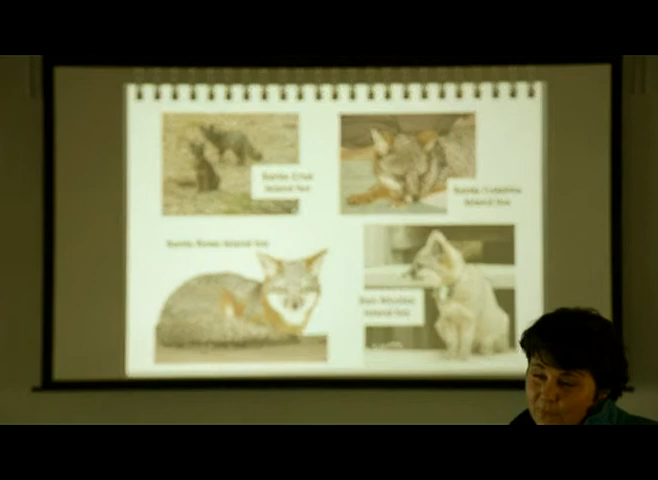 Santa Cruz
Island fox
Santa Catalina
Island fox
Santa Rosa Island fox
San Nicolas
Island fox